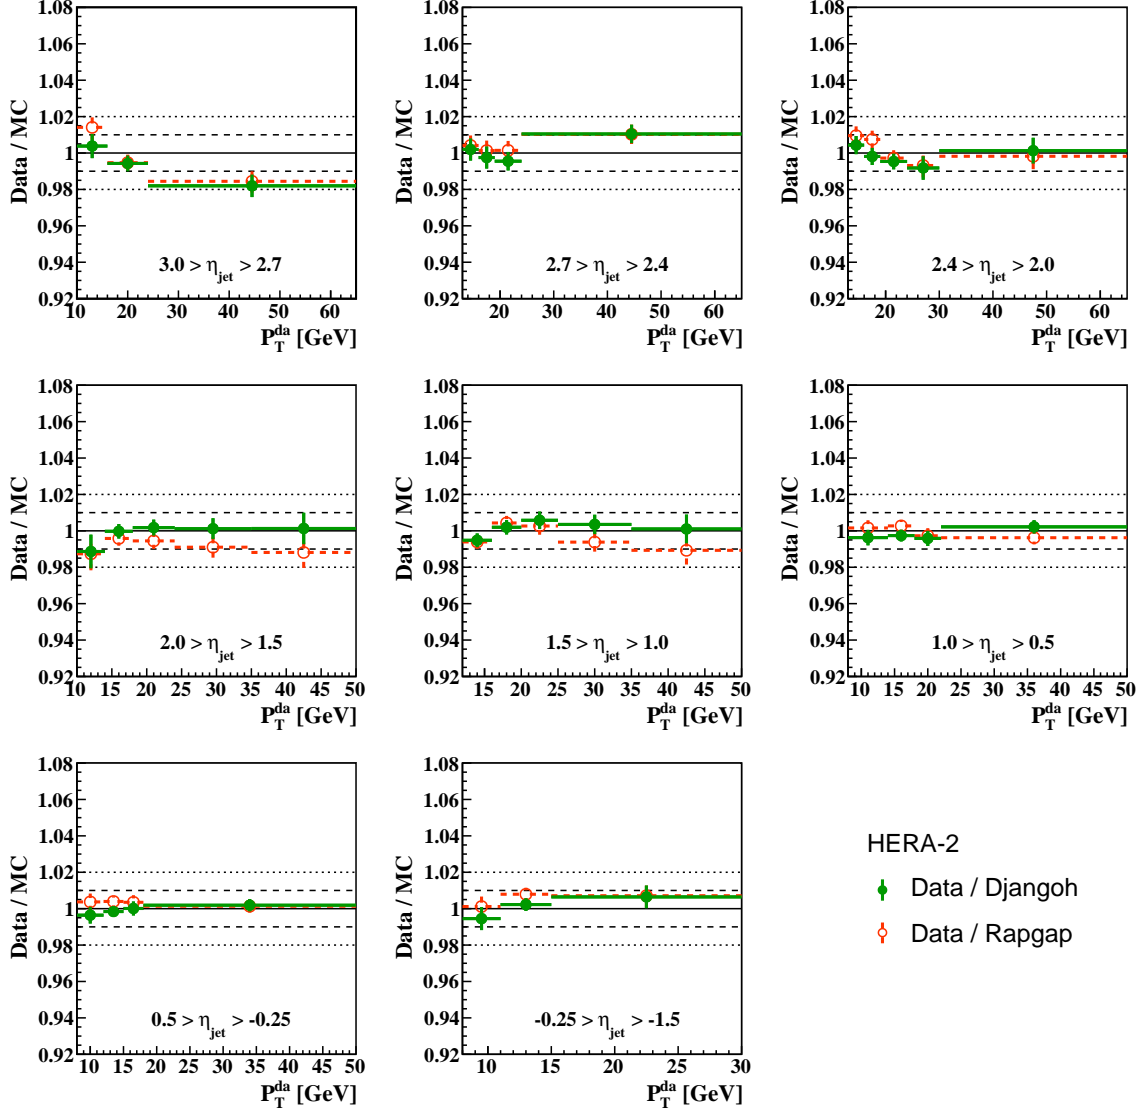 Data / MC
1.08
1.06
1.04
1.02
1
0.98
0.96
0.94
0.92
3.0 > ηjet > 2.7
10 20 30 40 50 60
P_T^da [GeV]
Data / MC
1.08
1.06
1.04
1.02
1
0.98
0.96
0.94
0.92
2.7 > ηjet > 2.4
20 30 40 50 60
P_T^da [GeV]
Data / MC
1.08
1.06
1.04
1.02
1
0.98
0.96
0.94
0.92
2.4 > ηjet > 2.0
20 30 40 50 60
P_T^da [GeV]
Data / MC
1.08
1.06
1.04
1.02
1
0.98
0.96
0.94
0.92
2.0 > ηjet > 1.5
10 15 20 25 30 35 40 45 50
P_T^da [GeV]
Data / MC
1.08
1.06
1.04
1.02
1
0.98
0.96
0.94
0.92
1.5 > ηjet > 1.0
15 20 25 30 35 40 45 50
P_T^da [GeV]
Data / MC
1.08
1.06
1.04
1.02
1
0.98
0.96
0.94
0.92
1.0 > ηjet > 0.5
10 15 20 25 30 35 40 45 50
P_T^da [GeV]
Data / MC
1.08
1.06
1.04
1.02
1
0.98
0.96
0.94
0.92
0.5 > ηjet > -0.25
10 15 20 25 30 35 40 45 50
P_T^da [GeV]
Data / MC
1.08
1.06
1.04
1.02
1
0.98
0.96
0.94
0.92
-0.25 > ηjet > -1.5
10 15 20 25 30
P_T^da [GeV]
HERA-2
Data / Djangoh
Data / Rapgap